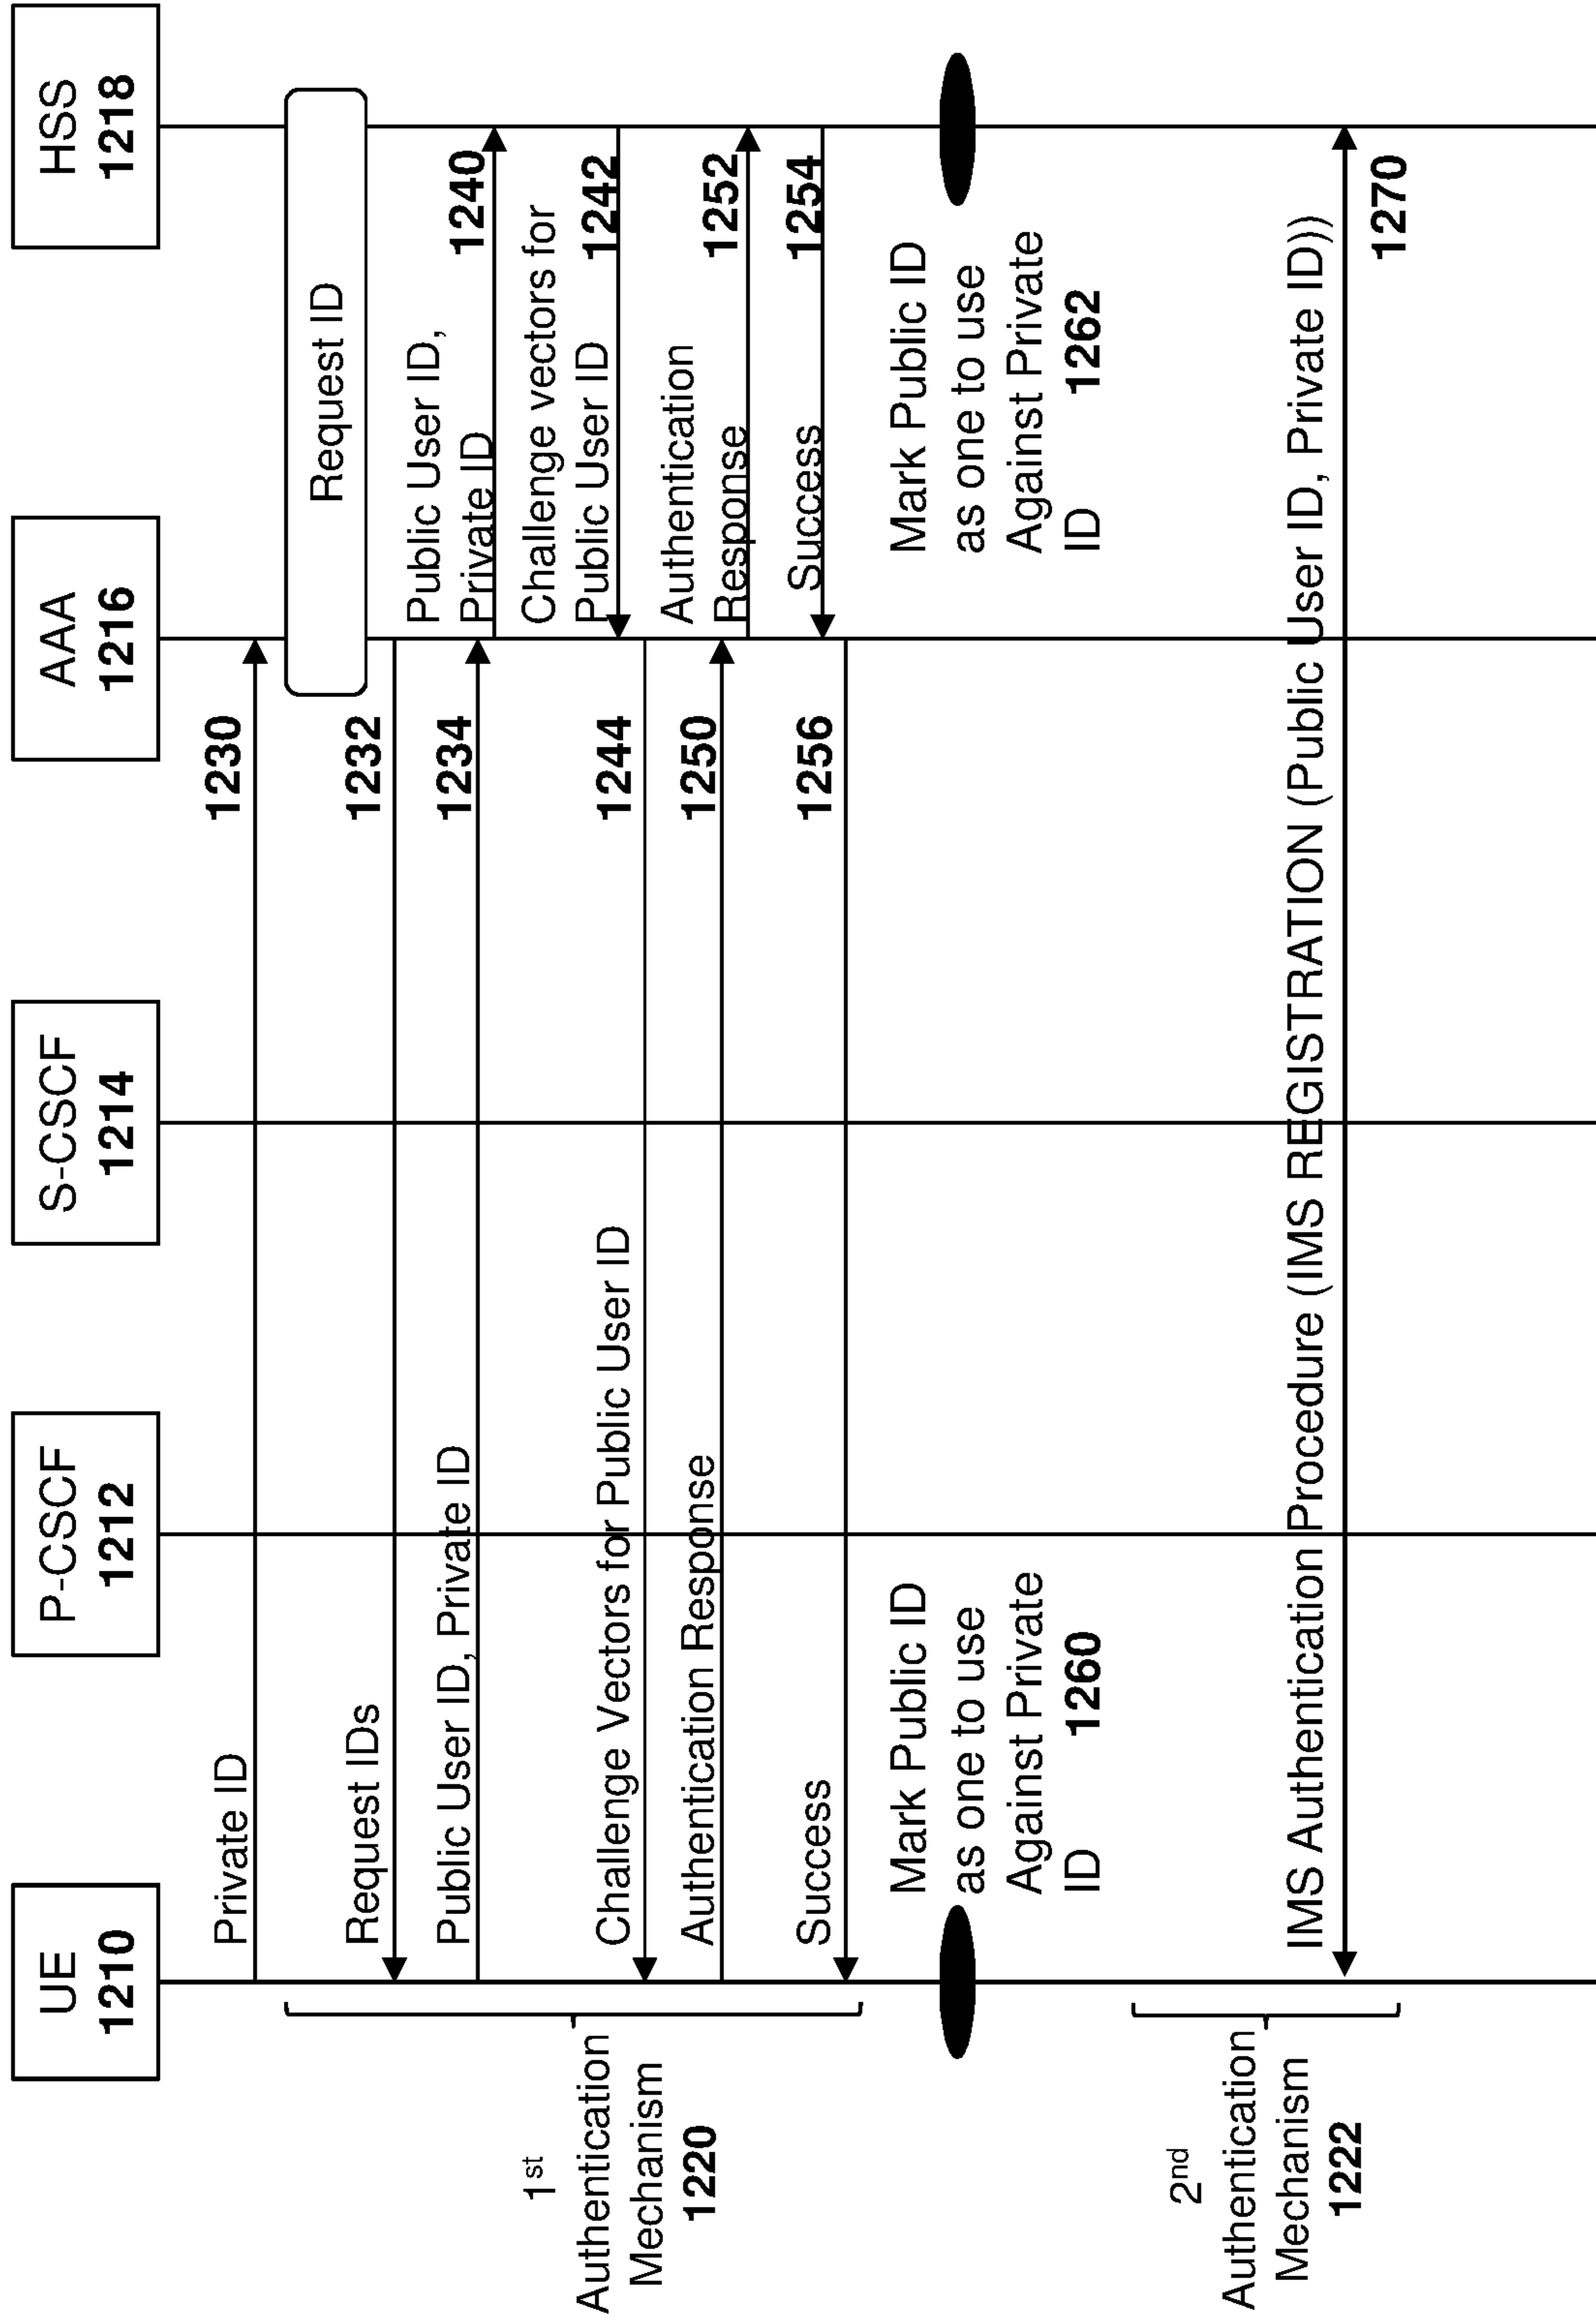 UE
1210
P-CSCF
1212
S-CSCF
1214
AAA
1216
HSS
1218
Private ID
1230
Request ID
Request IDs
1232
Public User ID, Private ID
1234
Public User ID,
Private ID
1240
Challenge vectors for
Public User ID
1242
Challenge Vectors for Public User ID
1244
Authentication Response
1250
Authentication
Response
1252
Success
1254
Success
1256
1st
Authentication
Mechanism
1220
Mark Public ID
as one to use
Against Private
ID 1260
Mark Public ID
as one to use
Against Private
ID 1262
2nd
Authentication
Mechanism
1222
IMS Authentication Procedure (IMS REGISTRATION (Public User ID, Private ID))
1270